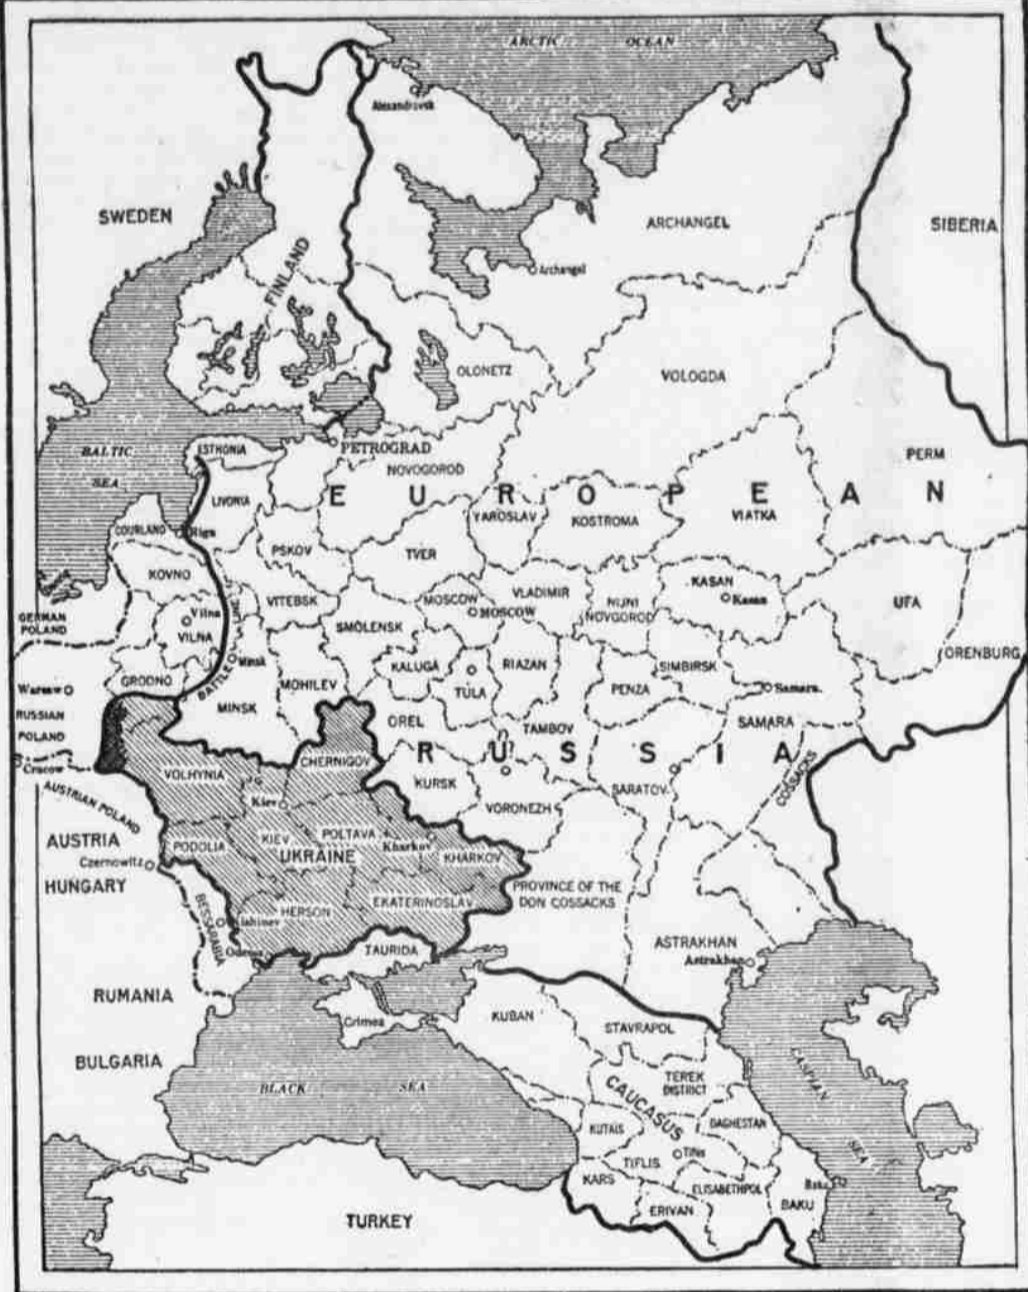 ARCTIC OCEAN
Alexandrovsk
SWEDEN
ARCHANGEL
SIBERIA
FINLAND
Archangel
OLONETZ
VOLOGDA
PETROGRAD
ESTHONIA
BALTIC
SEA
NOVOGOROD
PERM
EUROPEAN
LIVONIA
YAROSLAV
KOSTROMA
VIATKA
COURLAND
Riga
PSKOV
TVER
KOVNO
VITEBSK
MOSCOW
MOSCOW
VLADIMIR
NIJNI
NOVGOROD
KASAN
Kasan
UFA
GERMAN
POLAND
Vilna
VILNA
SMOLENSK
BATTLE LINE
Minsk
KALUGA
RIAZAN
SIMBIRSK
ORENBURG
Warsaw
GRODNO
MOHILEV
TULA
PENZA
Samara
RUSSIAN
POLAND
MINSK
OREL
TAMBOV
SAMARA
RUSSIA
Cracow
CHERNIGOV
VOLHYNIA
KURSK
SARATOV
COSSACKS
AUSTRIAN POLAND
Kiev
VORONEZH
AUSTRIA
HUNGARY
Czernowitz
PODOLIA
KIEV
POLTAVA
Kharkov
KHARKOV
UKRAINE
PROVINCE OF THE
DON COSSACKS
BESSARABIA
Kishinev
HERSON
EKATERINOSLAV
Odessa
TAURIDA
ASTRAKHAN
Astrakhan
RUMANIA
Crimea
KUBAN
STAVRAPOL
BULGARIA
BLACK SEA
CAUCASUS
TEREK
DISTRICT
CASPIAN
SEA
KUTAIS
DAGHESTAN
TIFLIS
Tiflis
KARS
ELISABETHPOL
BAKU
Baku
ERIVAN
TURKEY